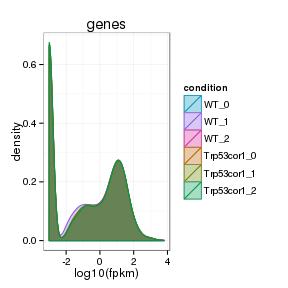 genes
density
0.6
0.4
0.2
0.0
-2
0
2
4
log10(fpkm)
condition
WT_0
WT_1
WT_2
Trp53cor1_0
Trp53cor1_1
Trp53cor1_2